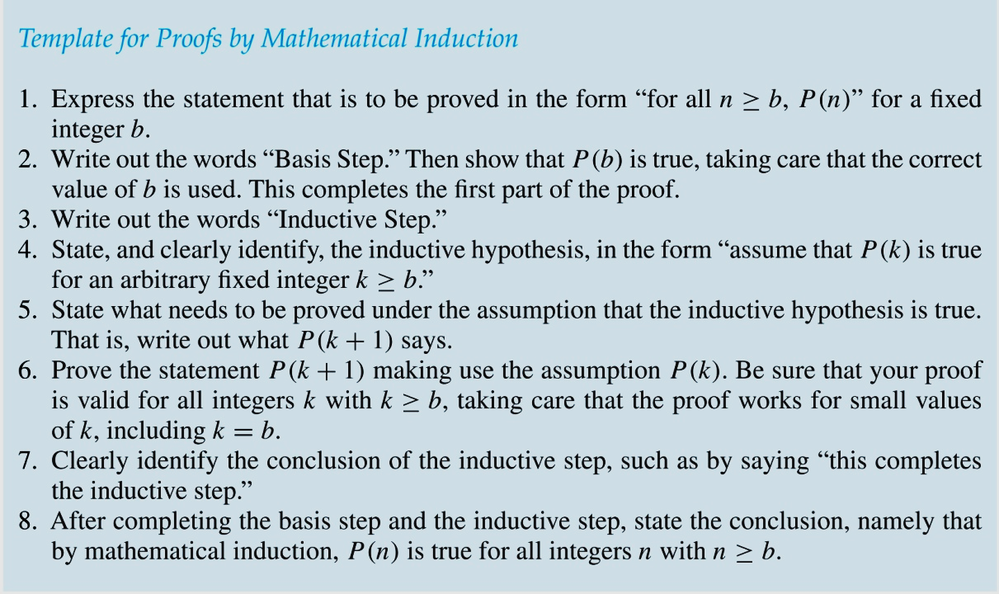 Template for Proofs by Mathematical Induction
1. Express the statement that is to be proved in the form “for all n ≥ b, P(n)” for a fixed
integer b.
2. Write out the words “Basis Step.” Then show that P(b) is true, taking care that the correct
value of b is used. This completes the first part of the proof.
3. Write out the words “Inductive Step.”
4. State, and clearly identify, the inductive hypothesis, in the form “assume that P(k) is true
for an arbitrary fixed integer k ≥ b.”
5. State what needs to be proved under the assumption that the inductive hypothesis is true.
That is, write out what P(k + 1) says.
6. Prove the statement P(k + 1) making use the assumption P(k). Be sure that your proof
is valid for all integers k with k ≥ b, taking care that the proof works for small values
of k, including k = b.
7. Clearly identify the conclusion of the inductive step, such as by saying “this completes
the inductive step.”
8. After completing the basis step and the inductive step, state the conclusion, namely that
by mathematical induction, P(n) is true for all integers n with n ≥ b.